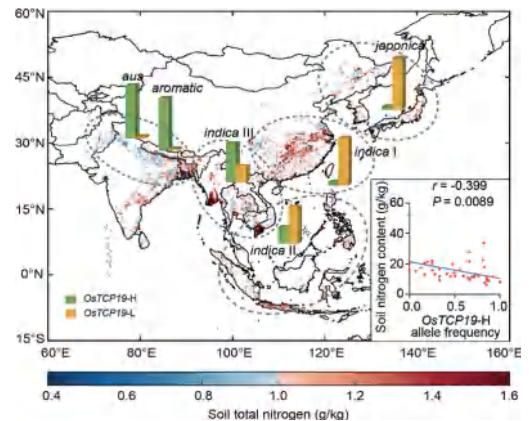 60°N
45°N
30°N
15°N
0°N
15°S
60°E
80°E
100°E
120°E
140°E
160°E
japonica
aus
aromatic
indica III
indica I
indica II
OsTCP19-H
OsTCP19-L
r = -0.399
P = 0.0089
Soil nitrogen content (g/kg)
60
40
20
0
0.0
0.5
1.0
OsTCP19-H
allele frequency
0.4
0.6
0.8
1.0
1.2
1.4
1.6
Soil total nitrogen (g/kg)